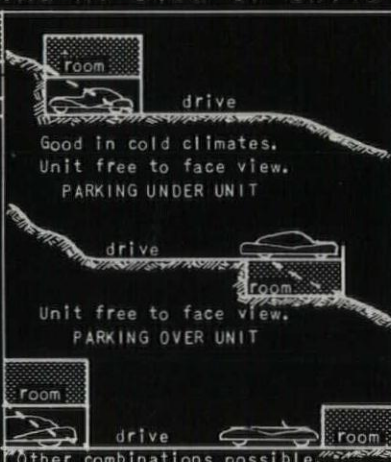 room
drive
Good in cold climates.
Unit free to face view.
PARKING UNDER UNIT
drive
room
Unit free to face view.
PARKING OVER UNIT
room
drive
room
Other combinations possible